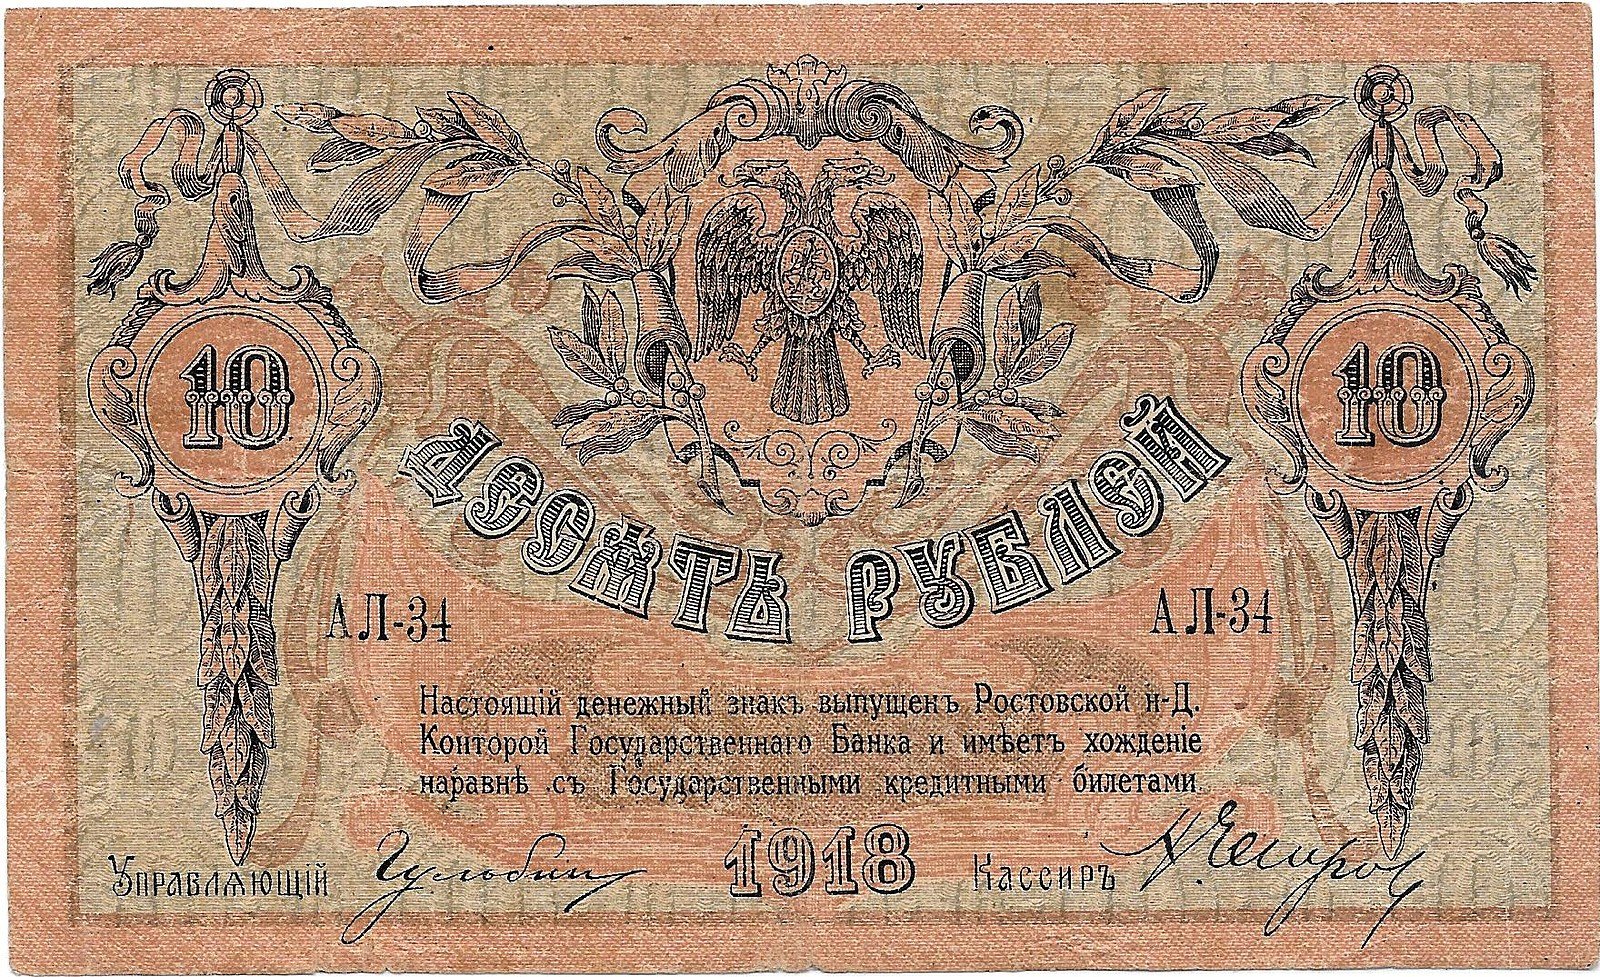 10 10
ДЕСЯТЬ РУБЛЕЙ
АЛ-34 АЛ-34
Настоящій денежный знакъ выпущенъ Ростовской н-Д.
Конторой Государственнаго Банка и имѣетъ хожденіе
наравнѣ съ Государственными кредитными билетами.
Управляющій 1918 Кассиръ